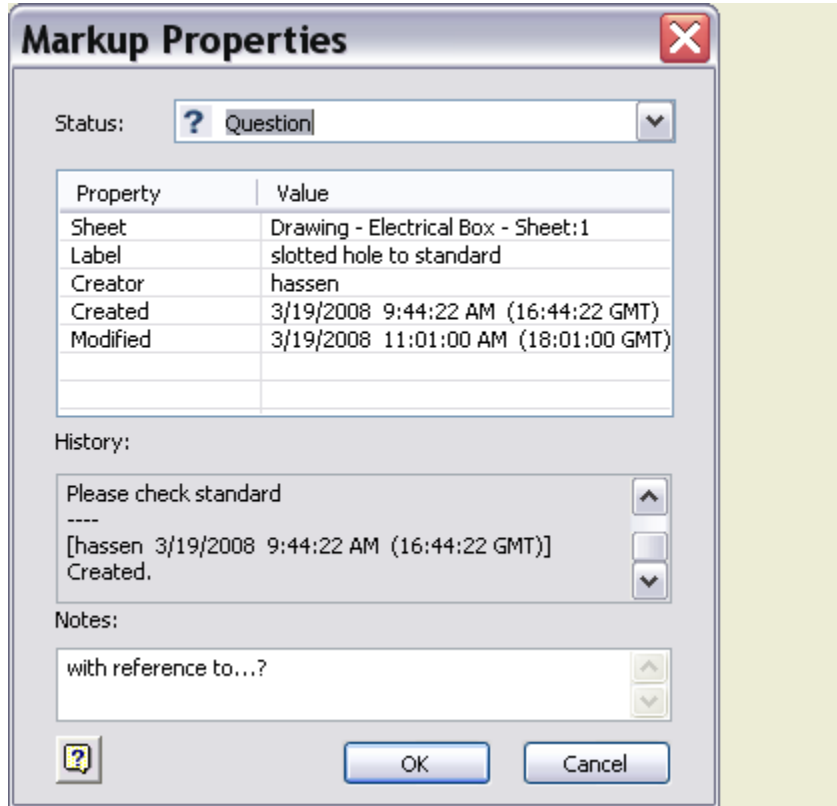 Markup Properties
Status: ? Question
Property Value
Sheet Drawing - Electrical Box - Sheet:1
Label slotted hole to standard
Creator hassen
Created 3/19/2008 9:44:22 AM (16:44:22 GMT)
Modified 3/19/2008 11:01:00 AM (18:01:00 GMT)
History:
Please check standard
----
[hassen 3/19/2008 9:44:22 AM (16:44:22 GMT)]
Created.
Notes:
with reference to...?
? OK Cancel